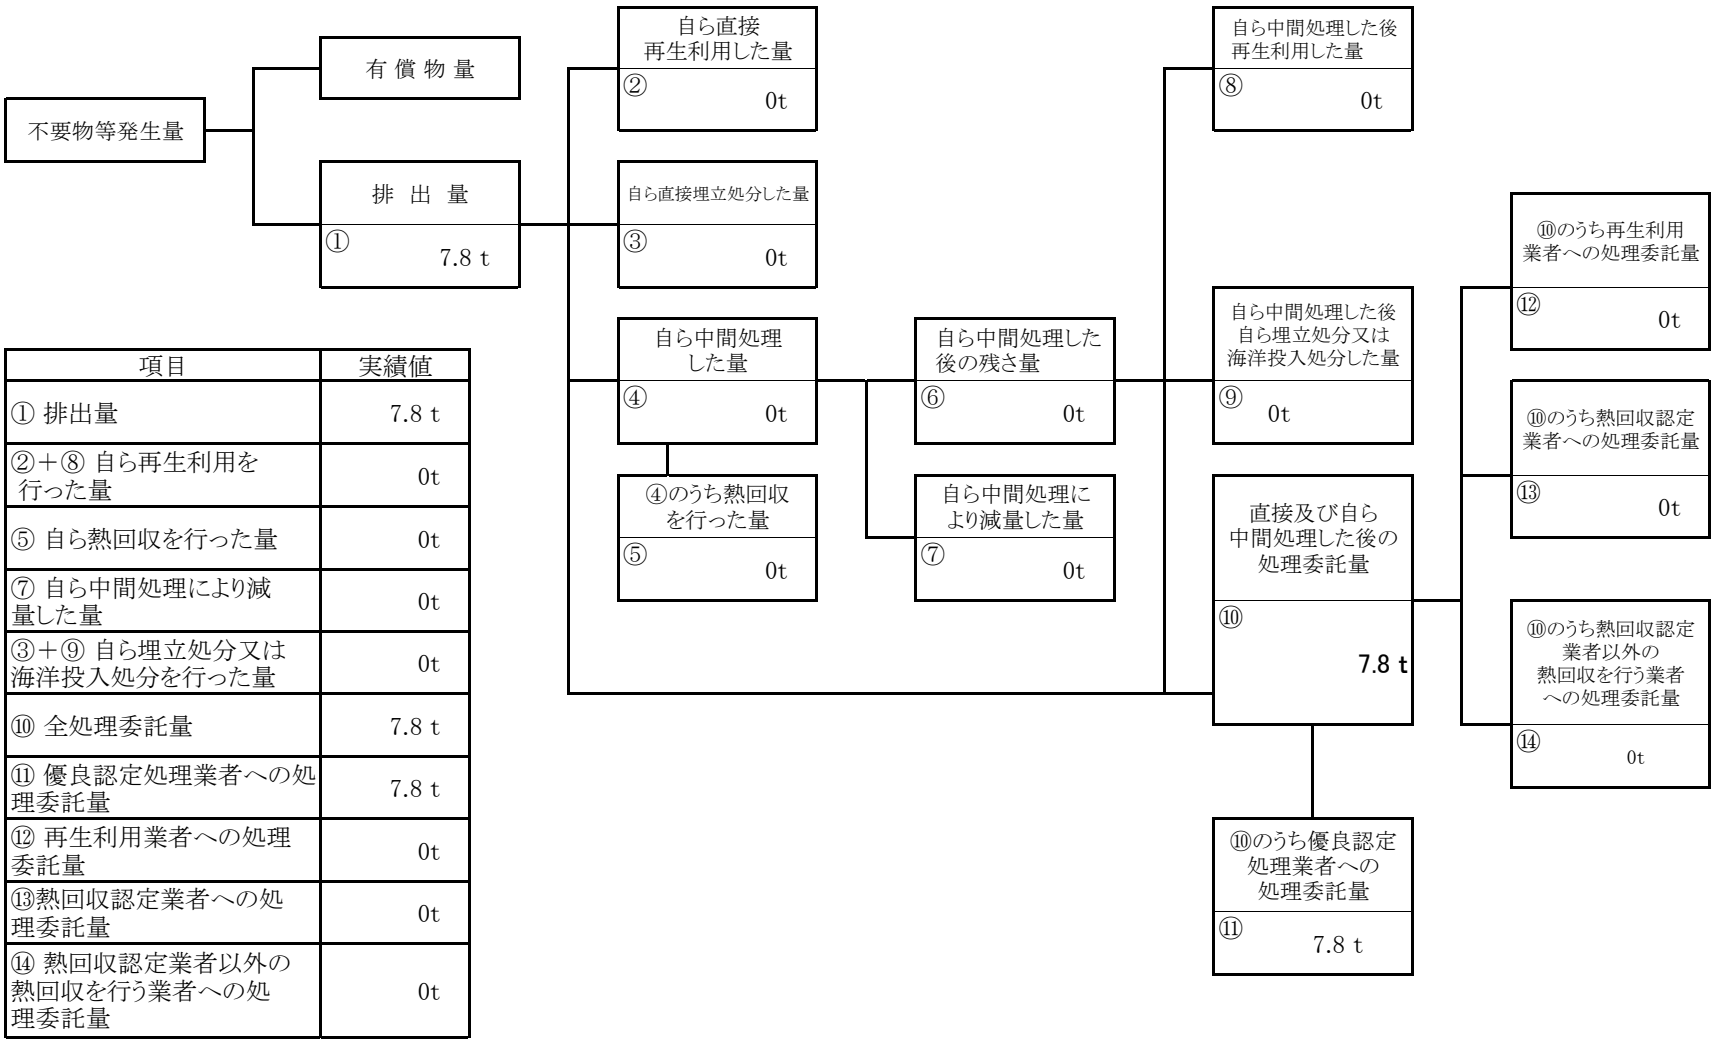 不要物等発生量
有 償 物 量
排 出 量
①
7.8 t
自ら直接
再生利用した量
②
0t
自ら直接埋立処分した量
③
0t
自ら中間処理
した量
④
0t
④のうち熱回収
を行った量
⑤
0t
自ら中間処理した
後の残さ量
⑥
0t
自ら中間処理に
より減量した量
⑦
0t
自ら中間処理した後
再生利用した量
⑧
0t
自ら中間処理した後
自ら埋立処分又は
海洋投入処分した量
⑨ 0t
直接及び自ら
中間処理した後の
処理委託量
⑩
7.8 t
⑩のうち優良認定
処理業者への
処理委託量
⑪
7.8 t
⑩のうち再生利用
業者への処理委託量
⑫
0t
⑩のうち熱回収認定
業者への処理委託量
⑬
0t
⑩のうち熱回収認定
業者以外の
熱回収を行う業者
への処理委託量
⑭
0t
項目 実績値
① 排出量 7.8 t
②＋⑧ 自ら再生利用を
行った量
0t
⑤ 自ら熱回収を行った量 0t
⑦ 自ら中間処理により減
量した量
0t
③＋⑨ 自ら埋立処分又は
海洋投入処分を行った量
0t
⑩ 全処理委託量 7.8 t
⑪ 優良認定処理業者への処
理委託量
7.8 t
⑫ 再生利用業者への処理
委託量
0t
⑬熱回収認定業者への処
理委託量
0t
⑭ 熱回収認定業者以外の
熱回収を行う業者への処
理委託量
0t